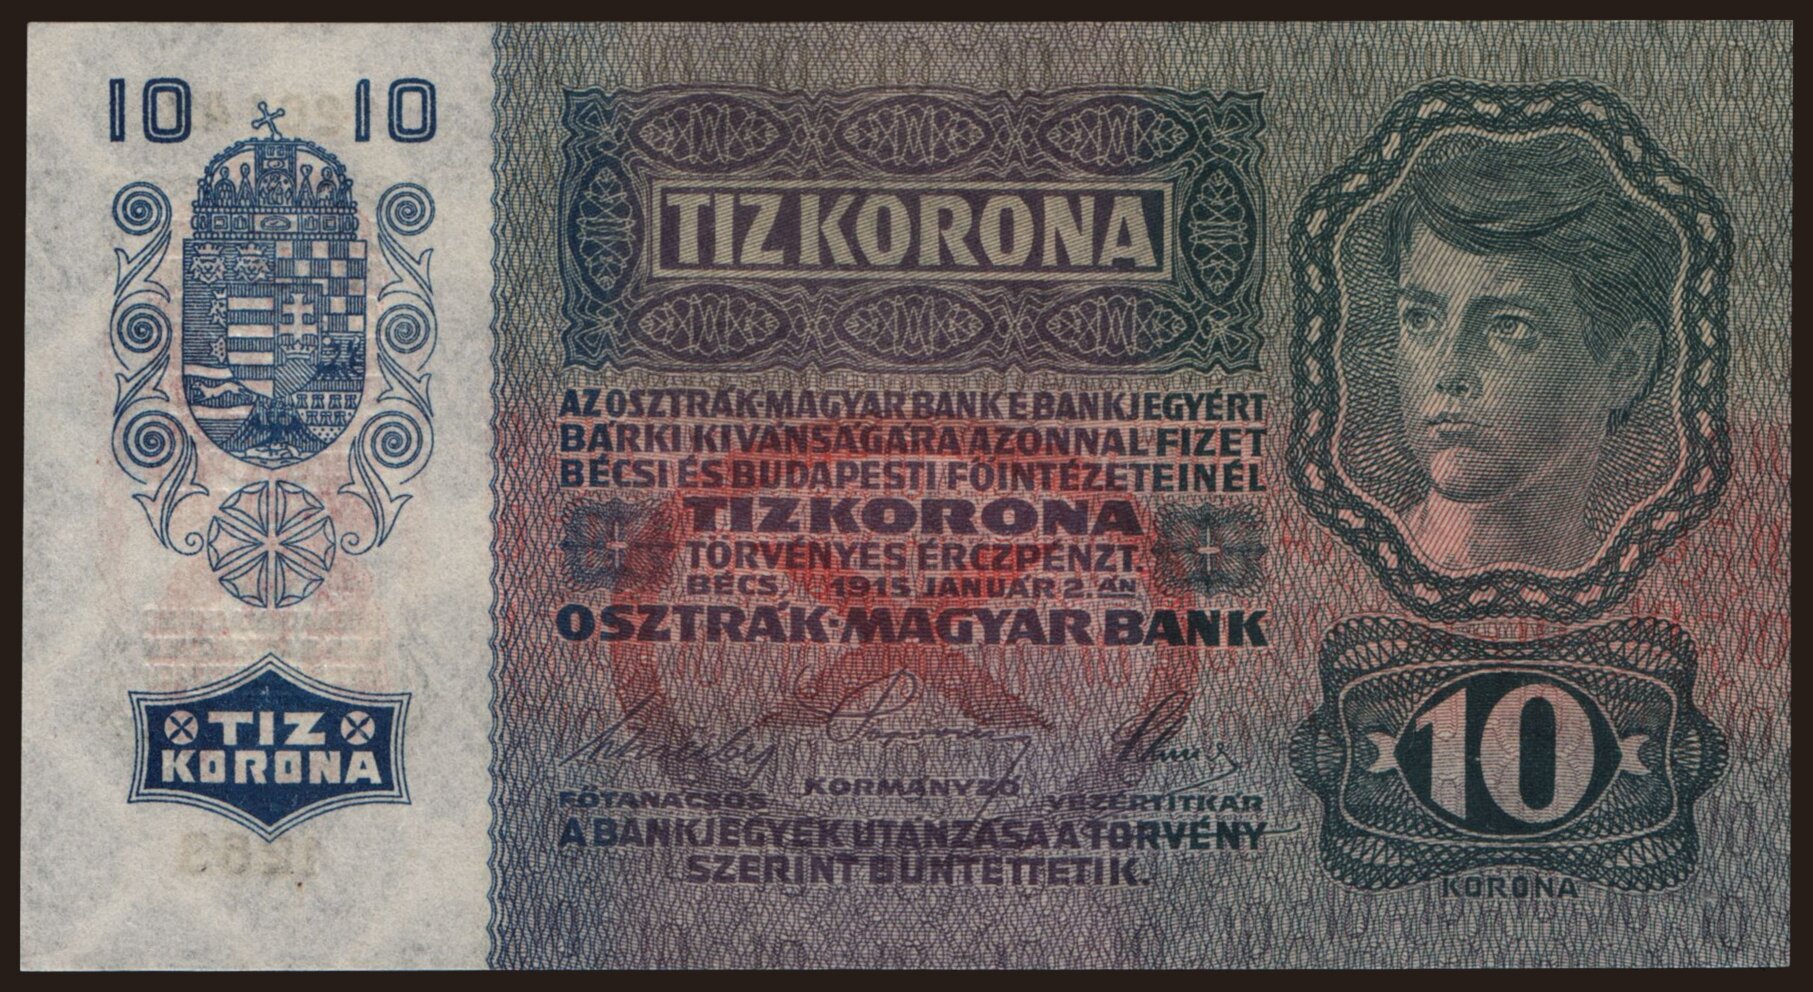 10 10
TIZ
KORONA
TIZ KORONA
AZ OSZTRÁK-MAGYAR BANK E BANKJEGYÉRT
BÁRKI KIVÁNSÁGÁRA AZONNAL FIZET
BÉCSI ÉS BUDAPESTI FŐINTÉZETEINÉL
TIZ KORONA
TÖRVÉNYES ÉRCZPÉNZT.
BÉCS, 1915. JANUÁR 2.ÁN
OSZTRÁK-MAGYAR BANK
KORMÁNYZÓ
FŐTANÁCSOS VEZÉRTITKÁR
A BANKJEGYEK UTÁNZÁSA A TÖRVÉNY
SZERINT BÜNTETTETIK.
10
KORONA